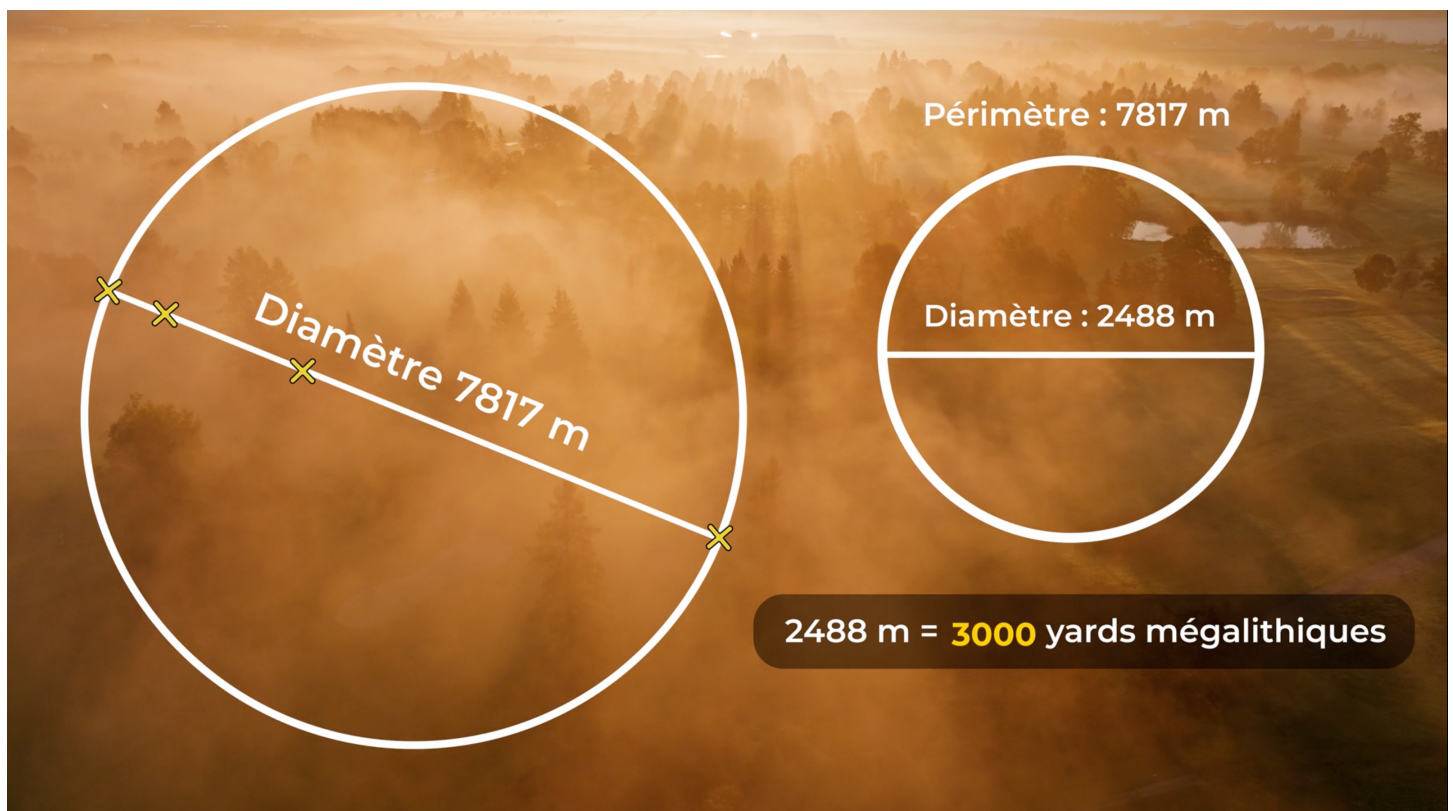 Diamètre 7817 m
Périmètre : 7817 m
Diamètre : 2488 m
2488 m = 3000 yards mégalithiques